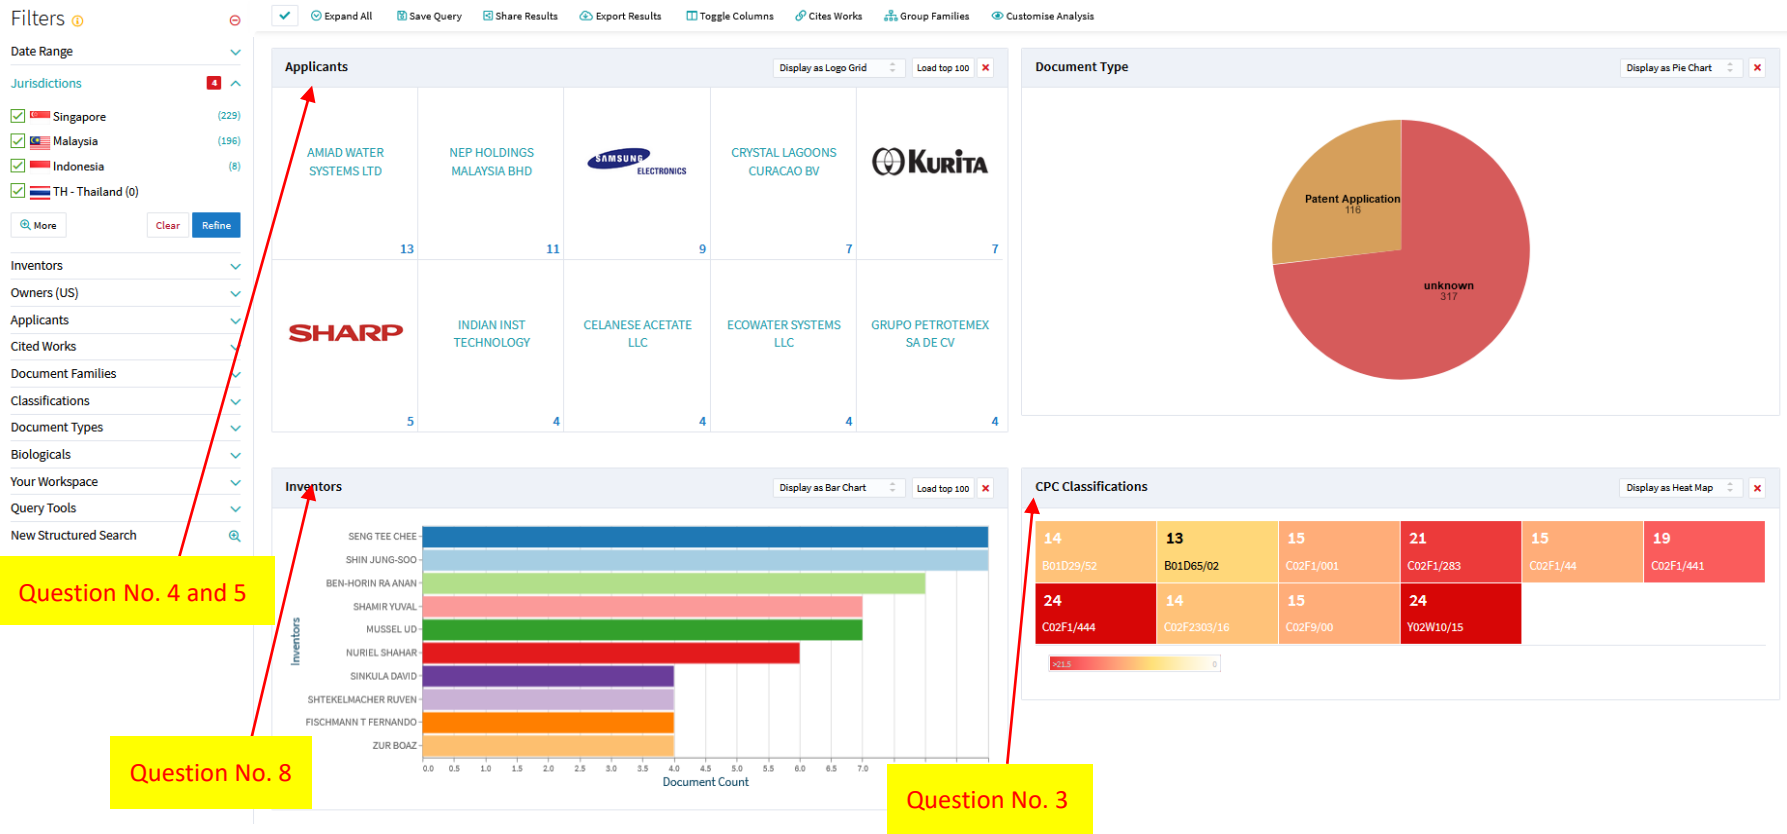 Filters
Date Range
Jurisdictions 4
Singapore (229)
Malaysia (196)
Indonesia (8)
TH - Thailand (0)
More Clear Refine
Inventors
Owners (US)
Applicants
Cited Works
Document Families
Classifications
Document Types
Biologicals
Your Workspace
Query Tools
New Structured Search
Question No. 4 and 5
Expand All Save Query Share Results Export Results Toggle Columns Cites Works Group Families Customise Analysis
Applicants Display as Logo Grid Load top 100
AMIAD WATER
SYSTEMS LTD
13
NEP HOLDINGS
MALAYSIA BHD
11
SAMSUNG
ELECTRONICS
9
CRYSTAL LAGOONS
CURACAO BV
7
KURITA
7
SHARP
5
INDIAN INST
TECHNOLOGY
4
CELANESE ACETATE
LLC
4
ECOWATER SYSTEMS
LLC
4
GRUPO PETROTEMEX
SA DE CV
4
Document Type Display as Pie Chart
Patent Application
116
unknown
317
Inventors Display as Bar Chart Load top 100
Inventors
SENG TEE CHEE
SHIN JUNG-SOO
BEN-HORIN RA ANAN
SHAMIR YUVAL
MUSSEL UD
NURIEL SHAHAR
SINKULA DAVID
SHTEKELMACHER RUVEN
FISCHMANN T FERNANDO
ZUR BOAZ
0.0 0.5 1.0 1.5 2.0 2.5 3.0 3.5 4.0 4.5 5.0 5.5 6.0 6.5 7.0
Document Count
Question No. 8
CPC Classifications Display as Heat Map
14
B01D29/52
13
B01D65/02
15
C02F1/001
21
C02F1/283
15
C02F1/44
19
C02F1/441
24
C02F1/444
14
C02F2303/16
15
C02F9/00
24
Y02W10/15
>21.5 0
Question No. 3